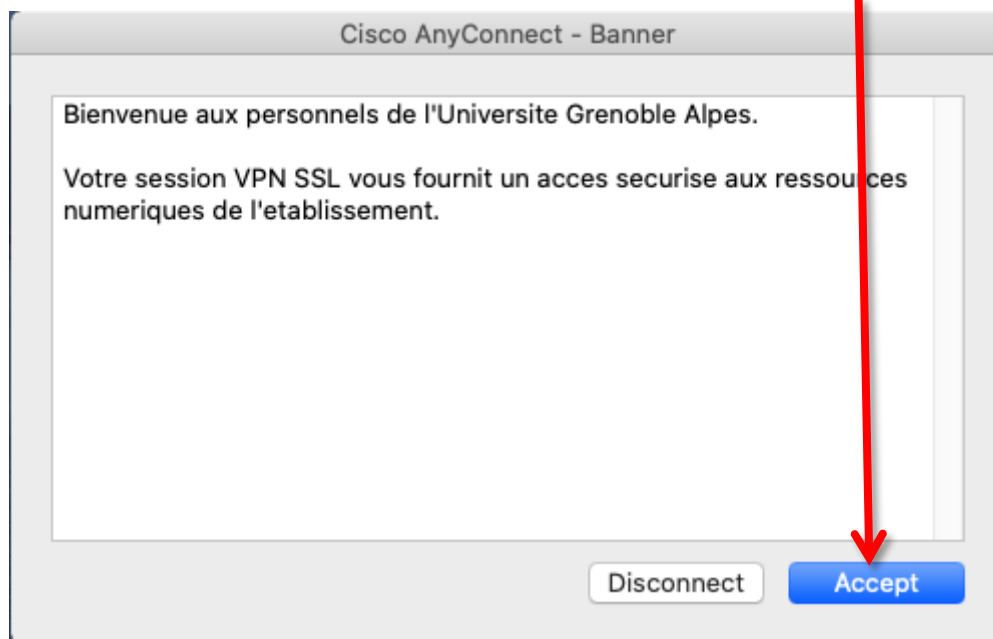 Cisco AnyConnect - Banner
Bienvenue aux personnels de l'Universite Grenoble Alpes.
Votre session VPN SSL vous fournit un acces securise aux ressources
numeriques de l'etablissement.
Disconnect
Accept